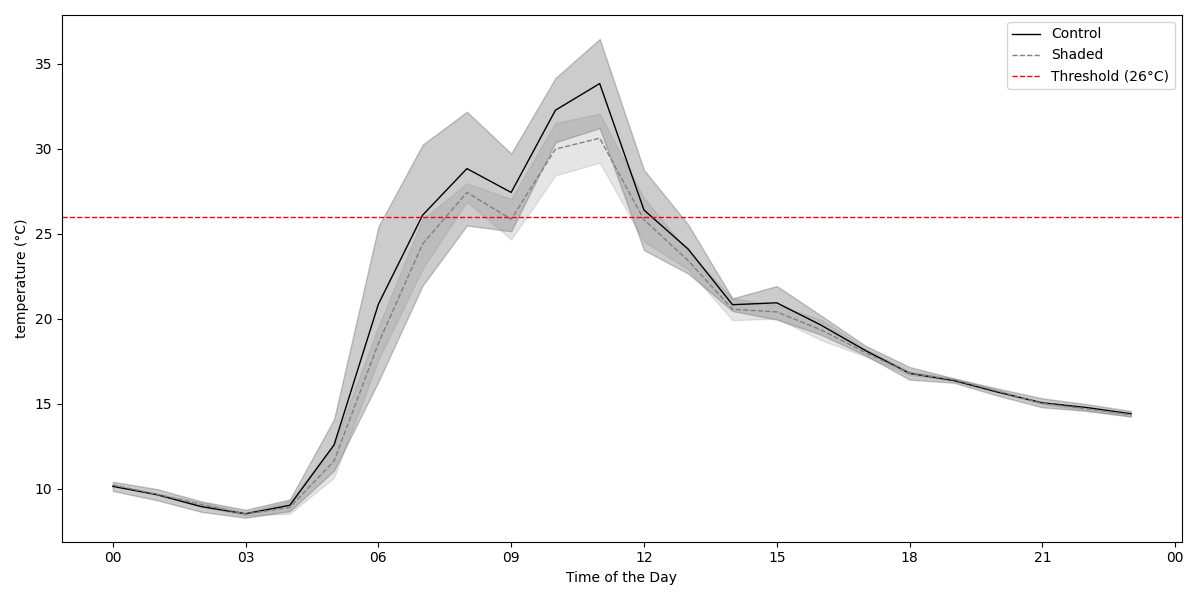 Control
Shaded
Threshold (26°C)
temperature (°C)
35
30
25
20
15
10
00 03 06 09 12 15 18 21 00
Time of the Day